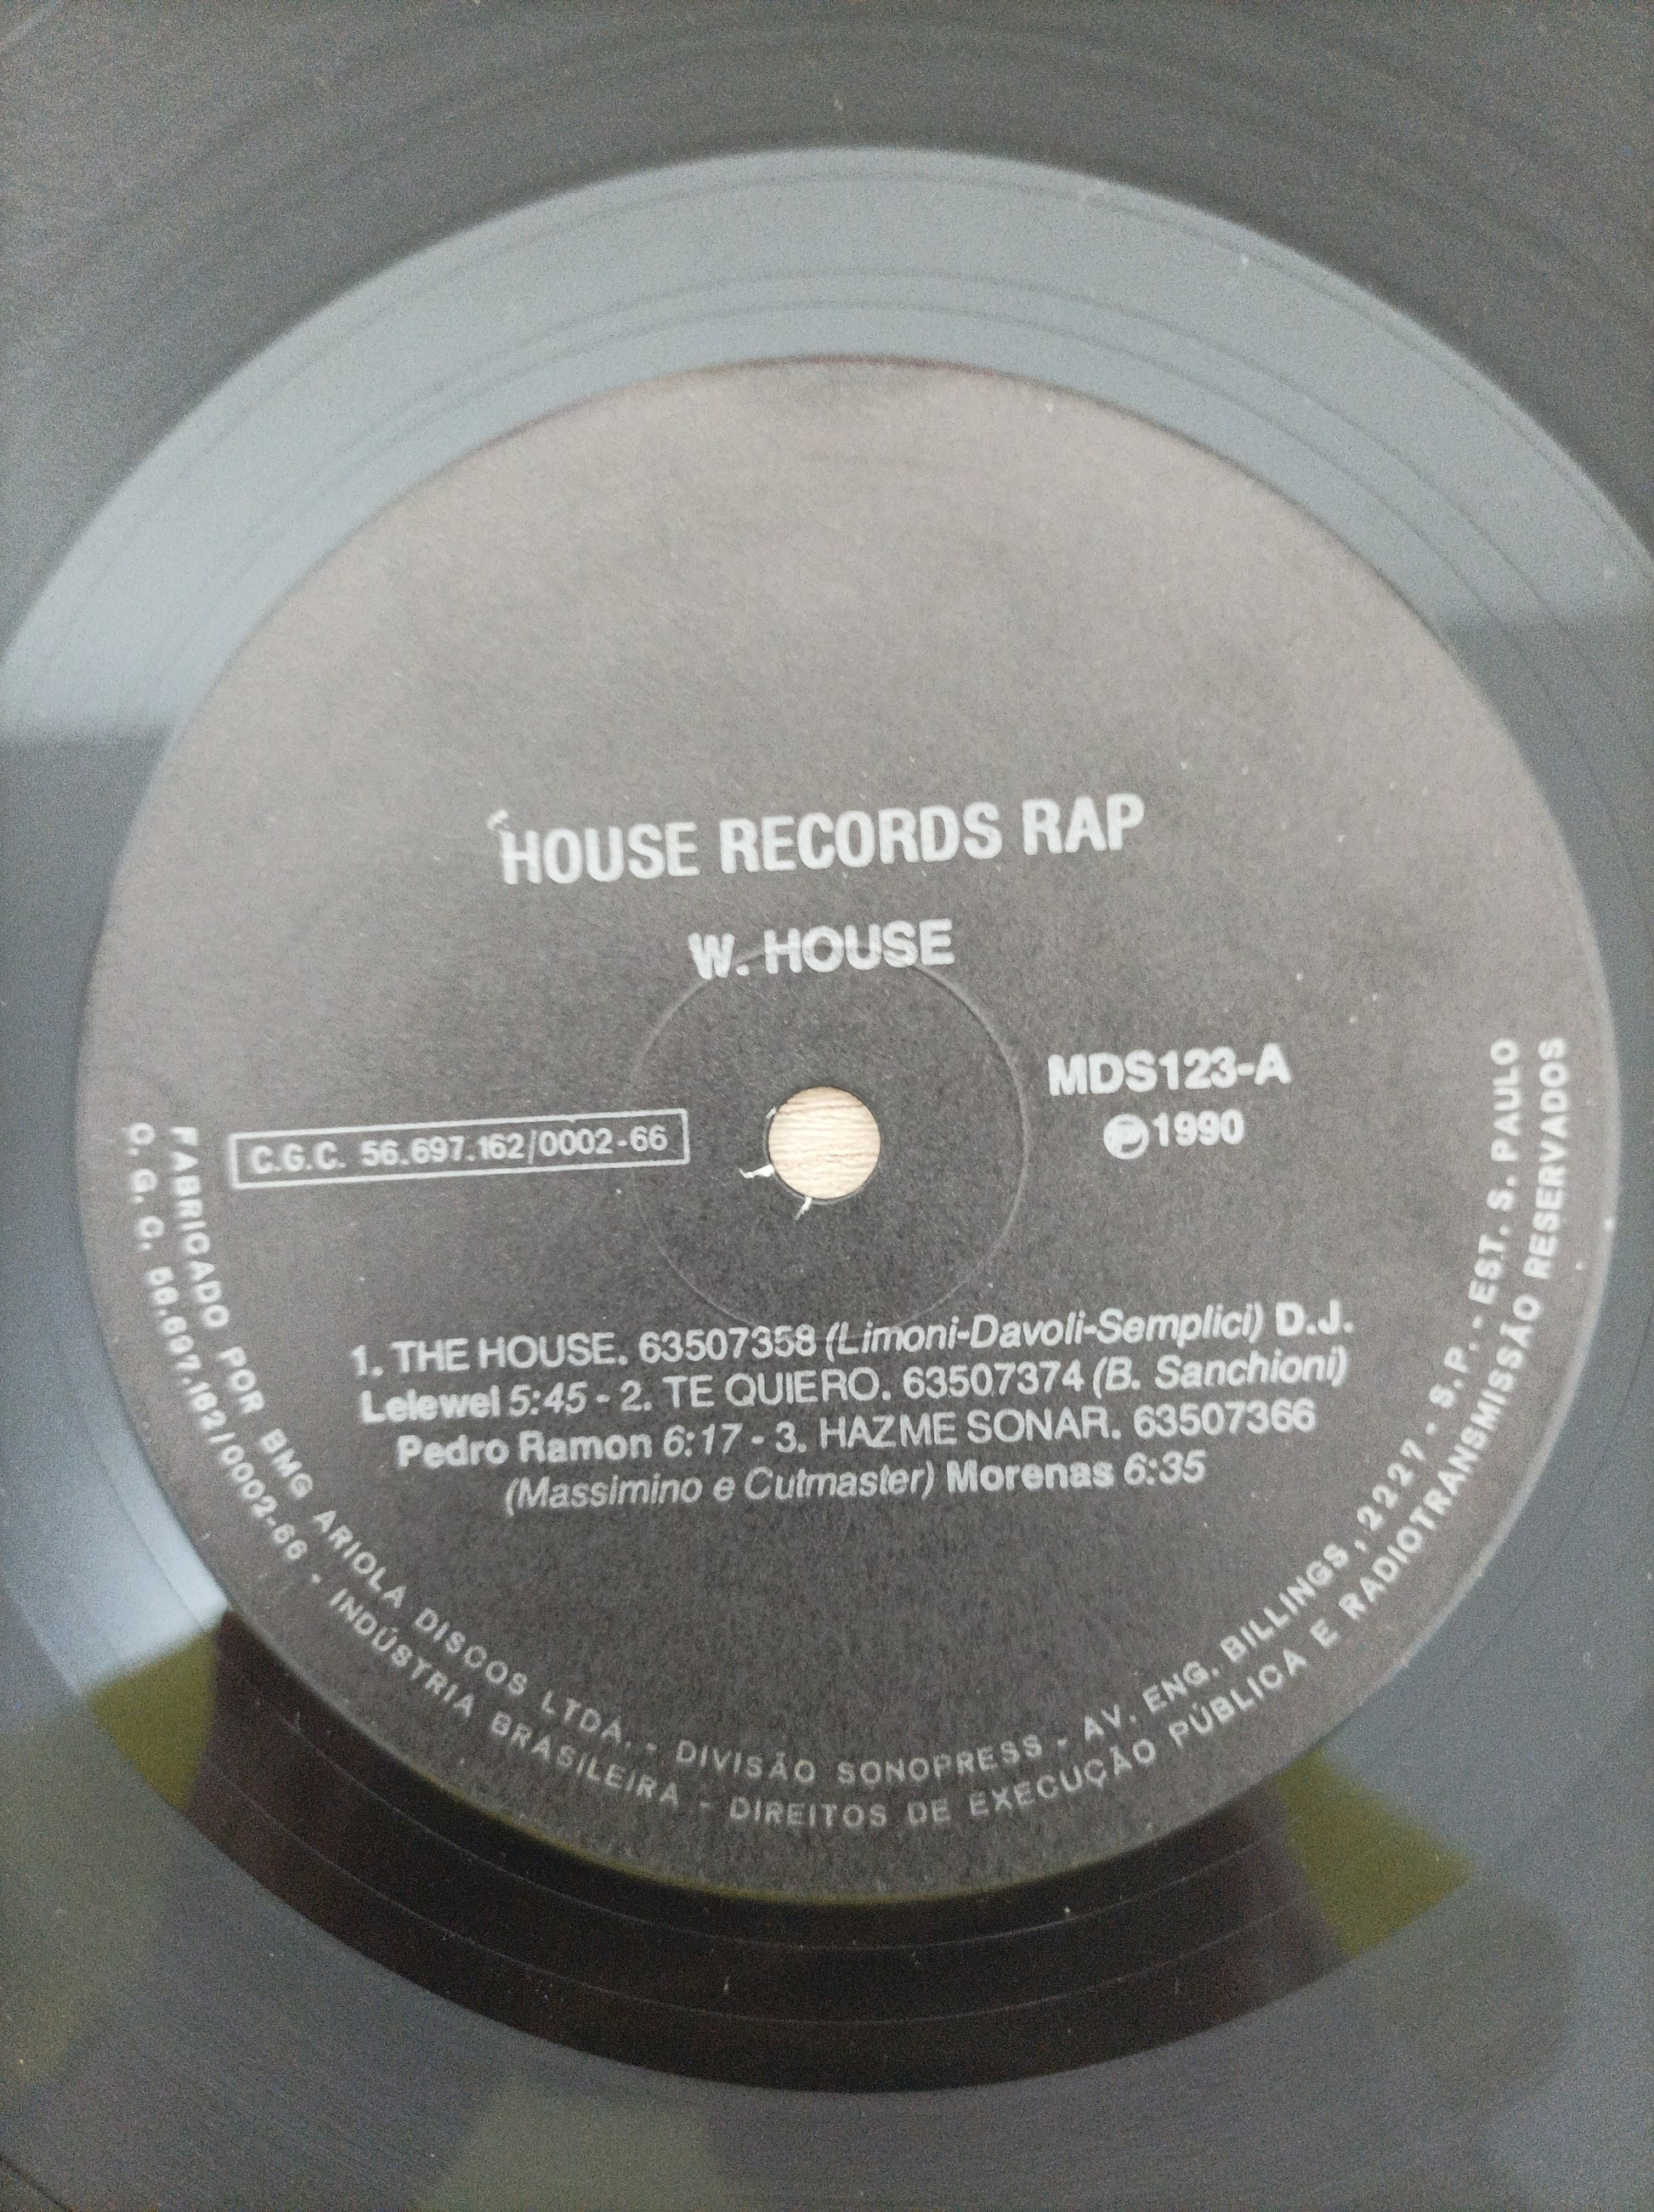 HOUSE RECORDS RAP
W. HOUSE
MDS123-A
℗1990
C.G.C. 56.697.162/0002-66
1. THE HOUSE. 63507358 (Limoni-Davoli-Semplici) D.J.
Lelewel 5:45 - 2. TE QUIERO. 63507374 (B. Sanchioni)
Pedro Ramon 6:17 - 3. HAZME SONAR. 63507366
(Massimino e Cutmaster) Morenas 6:35
FABRICADO POR BMG ARIOLA DISCOS LTDA. - DIVISÃO SONOPRESS - AV. ENG. BILLINGS, 2227 - S.P. - EST. S. PAULO
C.G.C. 56.697.162/0002-66 - INDÚSTRIA BRASILEIRA - DIREITOS DE EXECUÇÃO PÚBLICA E RADIOTRANSMISSÃO RESERVADOS